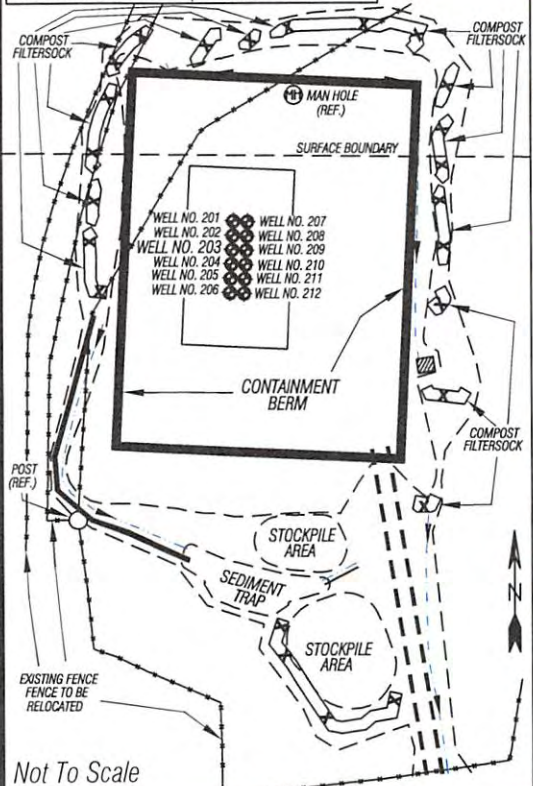 COMPOST
FILTERSOCK
COMPOST
FILTERSOCK
MH MAN HOLE
(REF.)
SURFACE BOUNDARY
WELL NO. 201
WELL NO. 202
WELL NO. 203
WELL NO. 204
WELL NO. 205
WELL NO. 206
WELL NO. 207
WELL NO. 208
WELL NO. 209
WELL NO. 210
WELL NO. 211
WELL NO. 212
CONTAINMENT
BERM
COMPOST
FILTERSOCK
POST
(REF.)
STOCKPILE
AREA
SEDIMENT
TRAP
STOCKPILE
AREA
N
EXISTING FENCE
FENCE TO BE
RELOCATED
Not To Scale